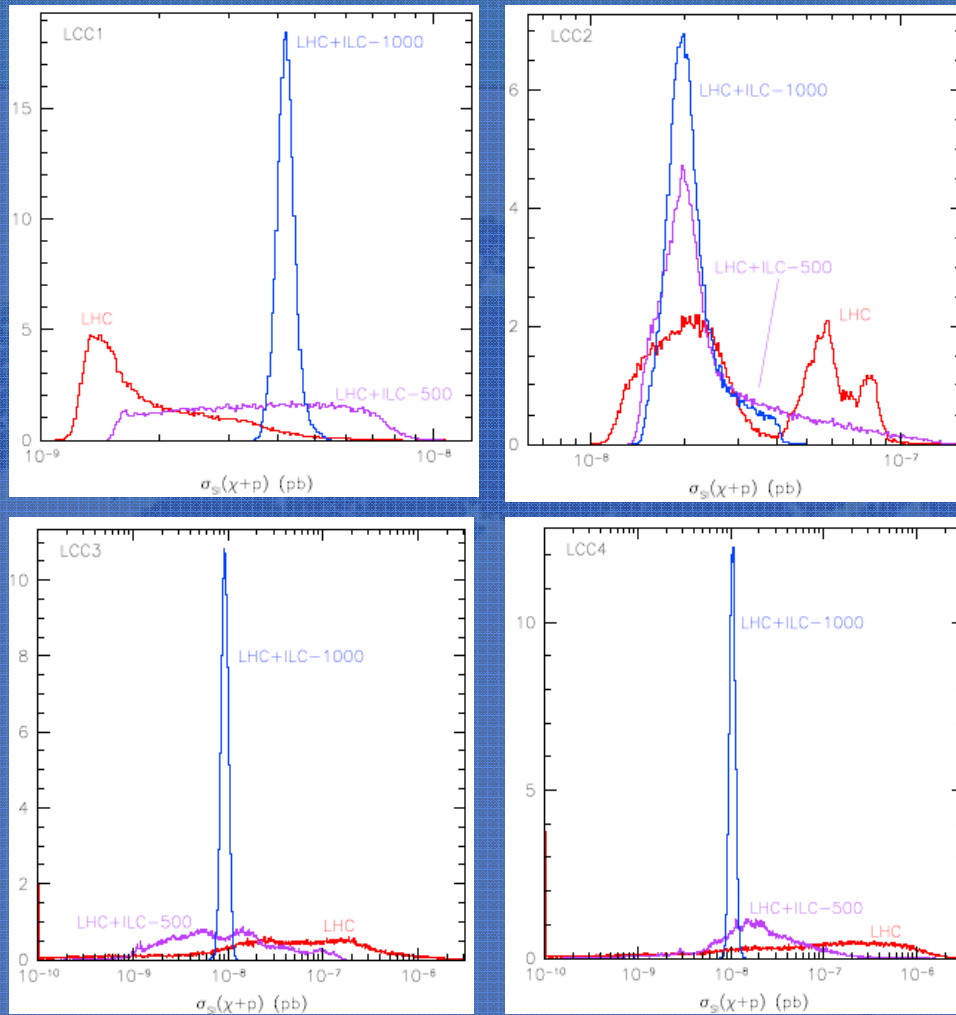 LCC1
LHC+ILC-1000
15
10
LHC
5
LHC+ILC-500
0
10-9
10-8
σSI(χ+p) (pb)
LCC2
6
LHC+ILC-1000
4
LHC+ILC-500
LHC
2
0
10-8
10-7
σSI(χ+p) (pb)
LCC3
10
8
LHC+ILC-1000
6
4
2
LHC+ILC-500
LHC
0
10-10
10-9
10-8
10-7
10-6
σSI(χ+p) (pb)
LCC4
10
LHC+ILC-1000
5
LHC+ILC-500
LHC
0
10-10
10-9
10-8
10-7
10-6
σSI(χ+p) (pb)